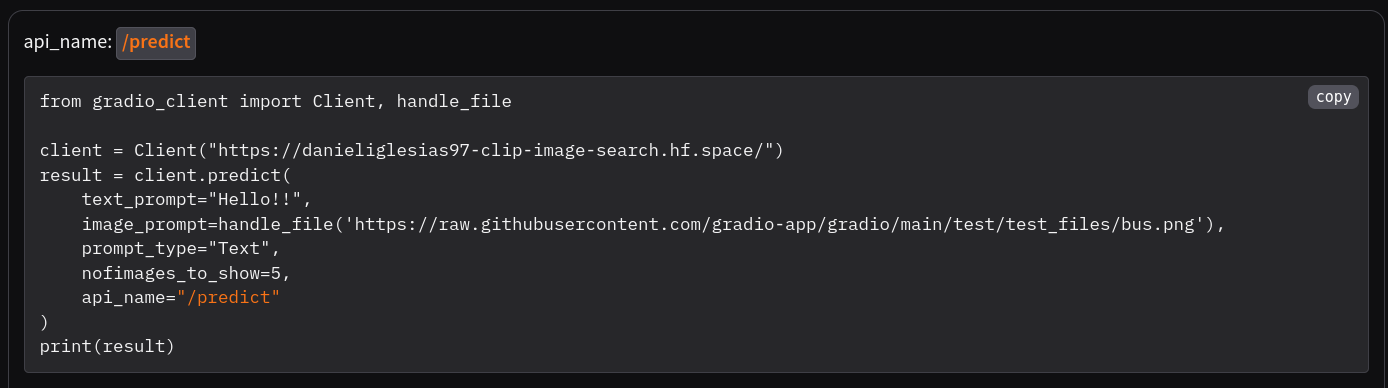 api_name: /predict
copy
from gradio_client import Client, handle_file
client = Client("https://danieliglesias97-clip-image-search.hf.space/")
result = client.predict(
text_prompt="Hello!!",
image_prompt=handle_file('https://raw.githubusercontent.com/gradio-app/gradio/main/test/test_files/bus.png'),
prompt_type="Text",
nofimages_to_show=5,
api_name="/predict"
)
print(result)